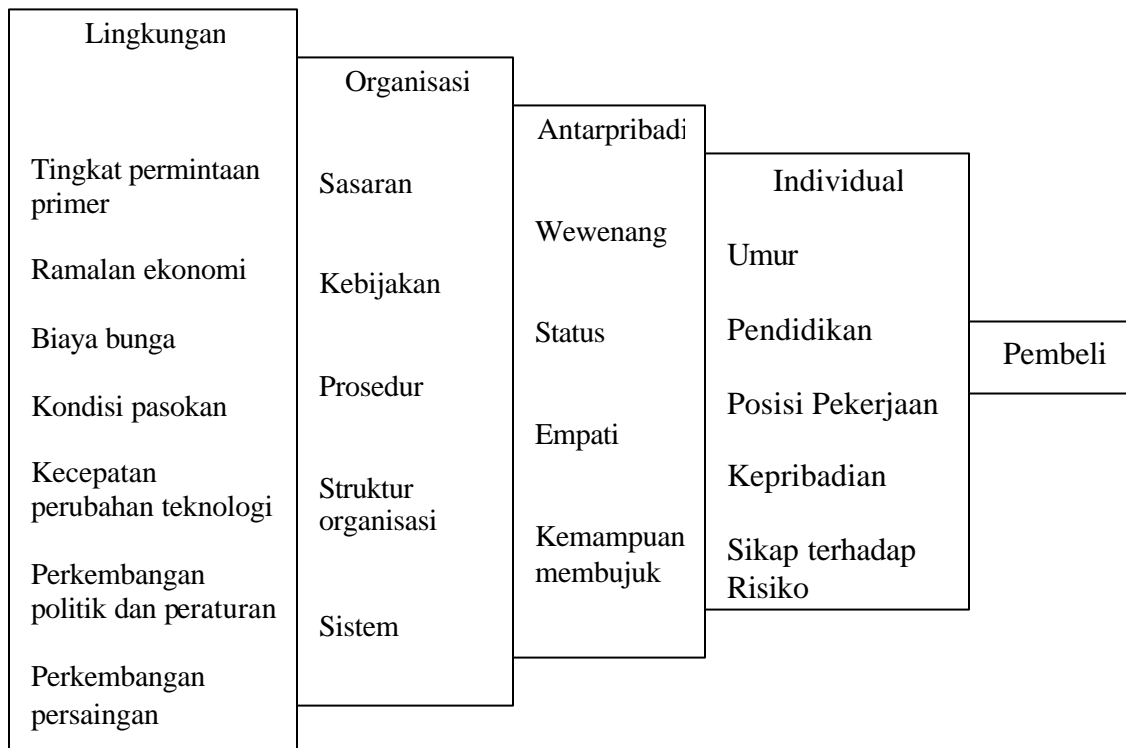 Lingkungan
Tingkat permintaan
primer
Ramalan ekonomi
Biaya bunga
Kondisi pasokan
Kecepatan
perubahan teknologi
Perkembangan
politik dan peraturan
Perkembangan
persaingan
Organisasi
Sasaran
Kebijakan
Prosedur
Struktur
organisasi
Sistem
Antarpribadi
Wewenang
Status
Empati
Kemampuan
membujuk
Individual
Umur
Pendidikan
Posisi Pekerjaan
Kepribadian
Sikap terhadap
Risiko
Pembeli